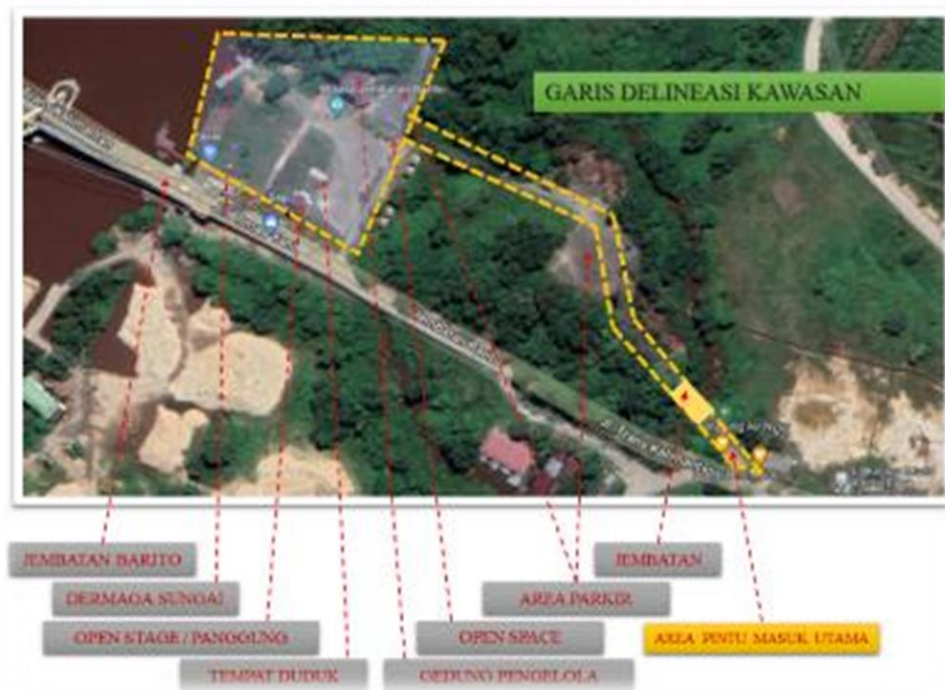 GARIS DELINEASI KAWASAN
JEMBATAN BARITO
DERMAGA SUNGAI
OPEN STAGE / PANGGUNG
TEMPAT DUDUK
JEMBATAN
AREA PARKIR
OPEN SPACE
GEDUNG PENGELOLA
AREA PINTU MASUK UTAMA